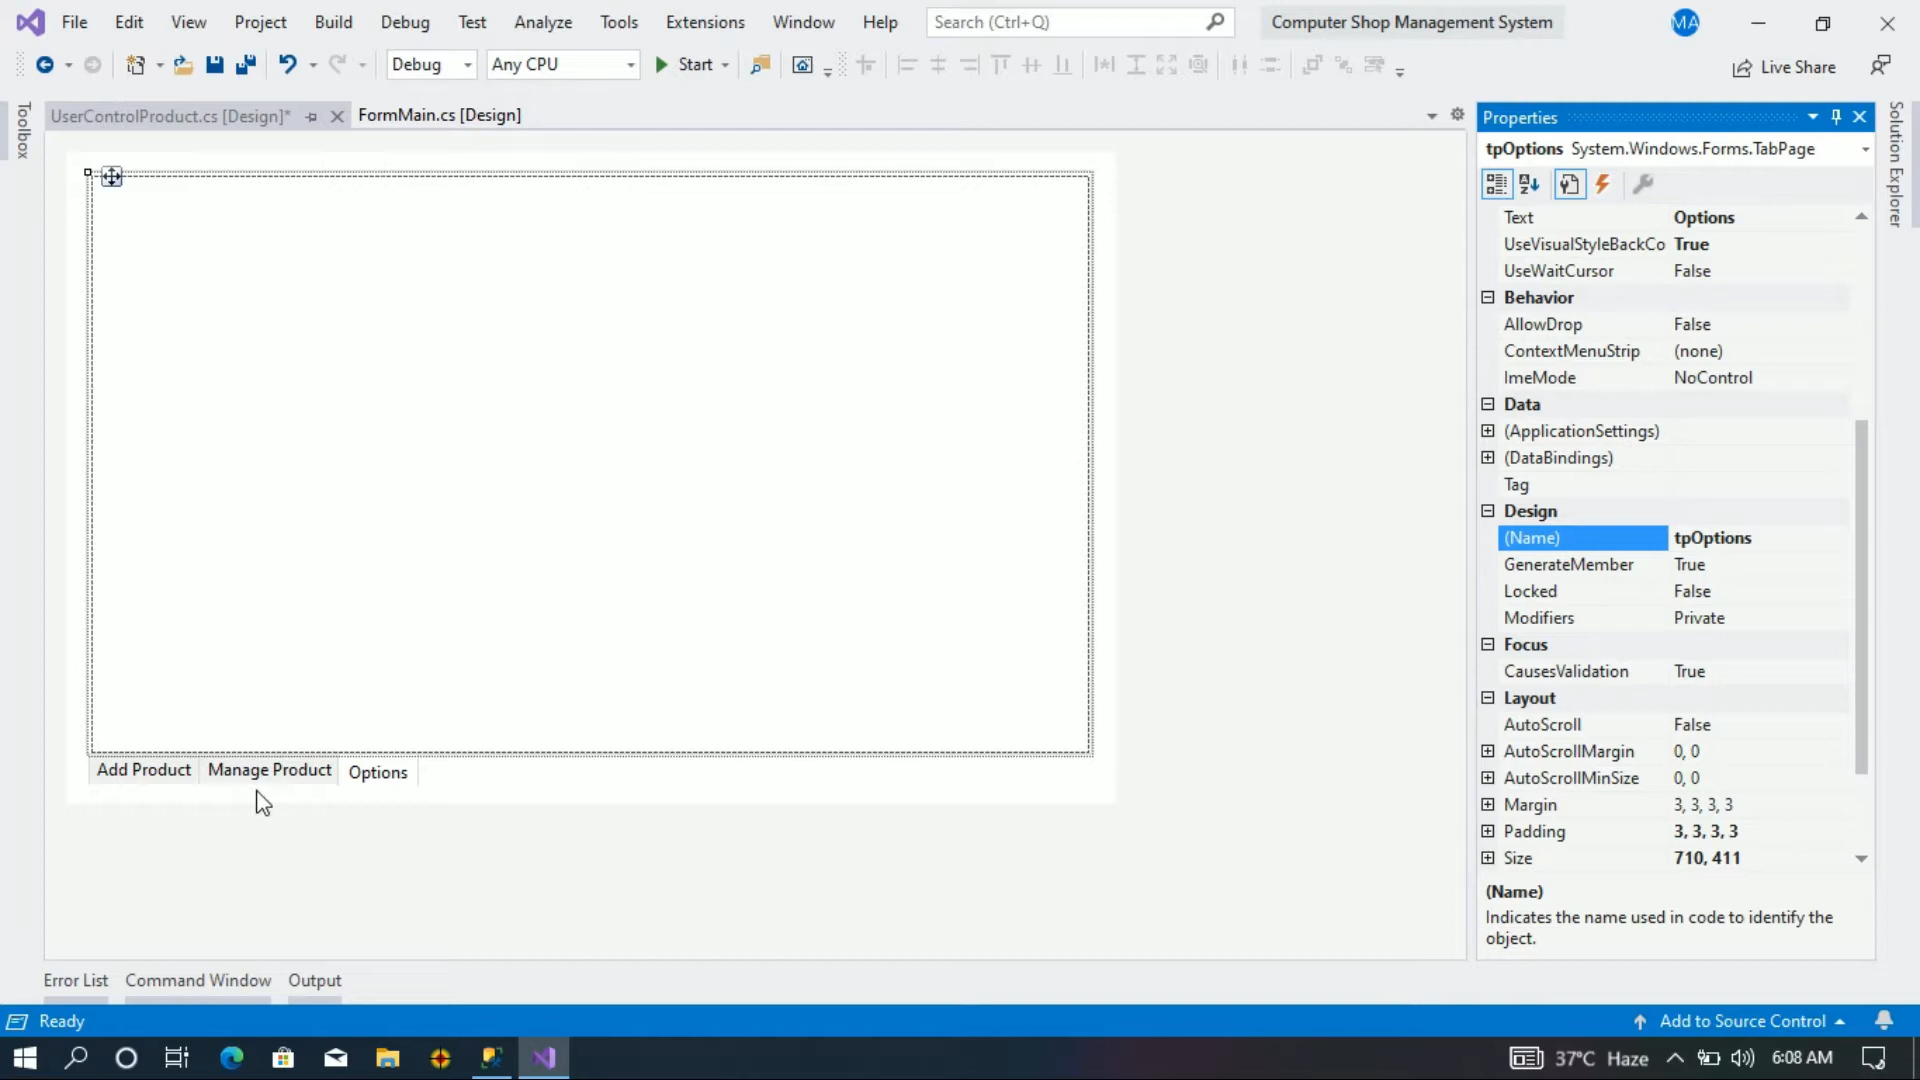 File Edit View Project Build Debug Test Analyze Tools Extensions Window Help Search (Ctrl+Q) Computer Shop Management System MA
Debug Any CPU Start Live Share
Toolbox
UserControlProduct.cs [Design]* FormMain.cs [Design]
Add Product Manage Product Options
Properties
tpOptions System.Windows.Forms.TabPage
Text Options
UseVisualStyleBackCo True
UseWaitCursor False
Behavior
AllowDrop False
ContextMenuStrip (none)
ImeMode NoControl
Data
(ApplicationSettings)
(DataBindings)
Tag
Design
(Name) tpOptions
GenerateMember True
Locked False
Modifiers Private
Focus
CausesValidation True
Layout
AutoScroll False
AutoScrollMargin 0, 0
AutoScrollMinSize 0, 0
Margin 3, 3, 3, 3
Padding 3, 3, 3, 3
Size 710, 411
(Name)
Indicates the name used in code to identify the
object.
Solution Explorer
Error List Command Window Output
Ready Add to Source Control
37°C Haze 6:08 AM